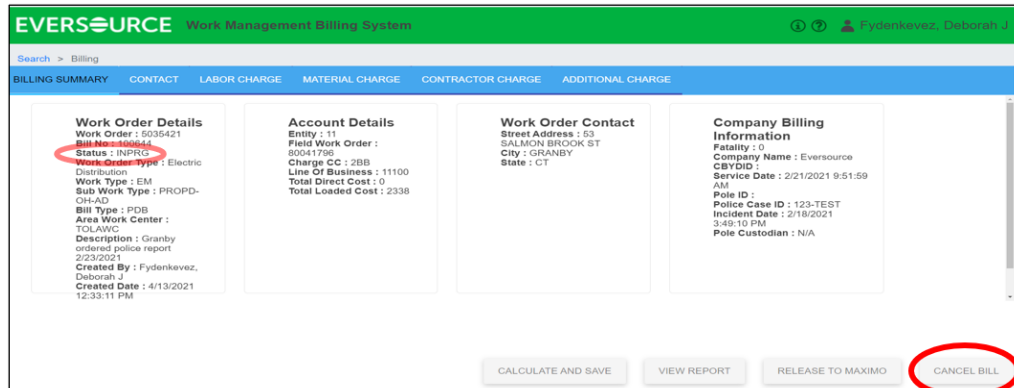 EVERSOURCE Work Management Billing System
Fydenkevez, Deborah J
Search > Billing
BILLING SUMMARY CONTACT LABOR CHARGE MATERIAL CHARGE CONTRACTOR CHARGE ADDITIONAL CHARGE
Work Order Details
Work Order : 5035421
Bill No : 100644
Status : INPRG
Work Order Type : Electric
Distribution
Work Type : EM
Sub Work Type : PROPD-
OH-AD
Bill Type : PDB
Area Work Center :
TOLAWC
Description : Granby
ordered police report
2/23/2021
Created By : Fydenkevez,
Deborah J
Created Date : 4/13/2021
12:33:11 PM
Account Details
Entity : 11
Field Work Order :
80041796
Charge CC : 2BB
Line Of Business : 11100
Total Direct Cost : 0
Total Loaded Cost : 2338
Work Order Contact
Street Address : 53
SALMON BROOK ST
City : GRANBY
State : CT
Company Billing
Information
Fatality : 0
Company Name : Eversource
CBYDID :
Service Date : 2/21/2021 9:51:59
AM
Pole ID :
Police Case ID : 123-TEST
Incident Date : 2/18/2021
3:49:10 PM
Pole Custodian : N/A
CALCULATE AND SAVE VIEW REPORT RELEASE TO MAXIMO CANCEL BILL